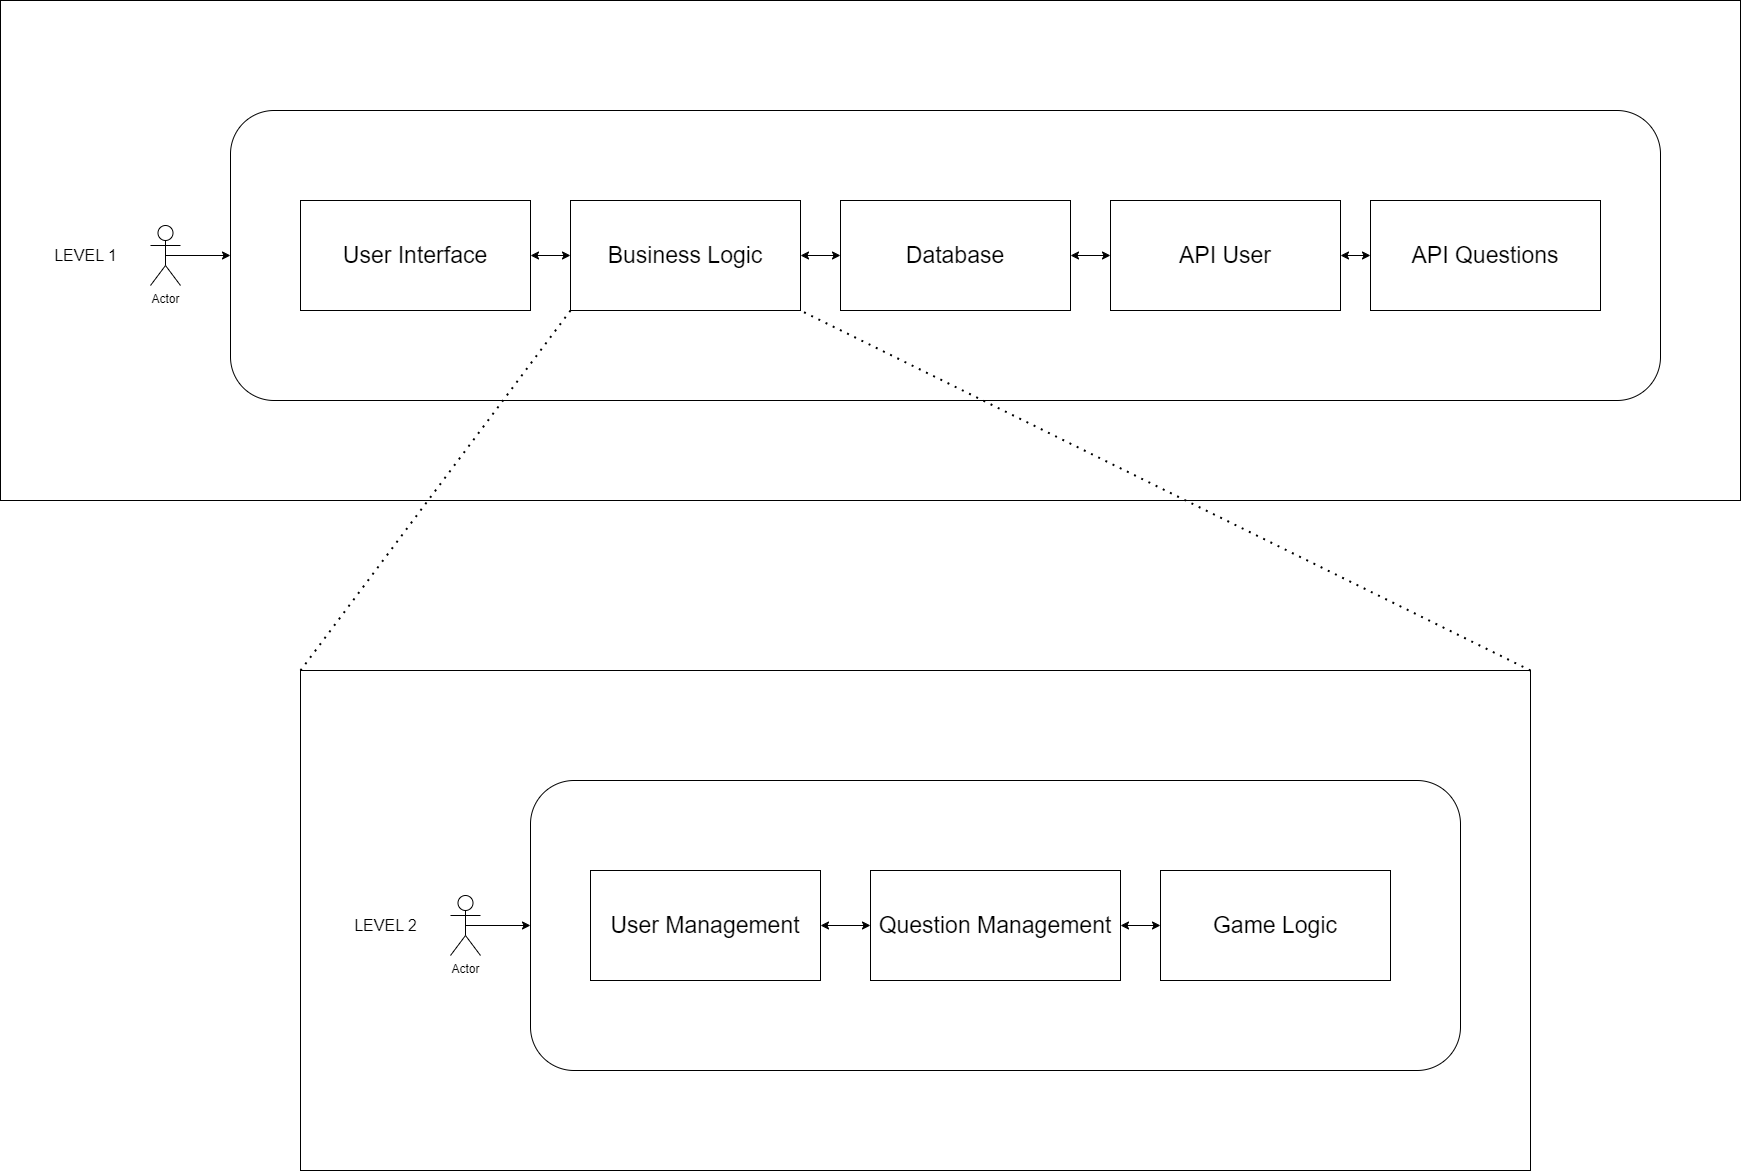 LEVEL 1
Actor
User Interface
Business Logic
Database
API User
API Questions
LEVEL 2
Actor
User Management
Question Management
Game Logic